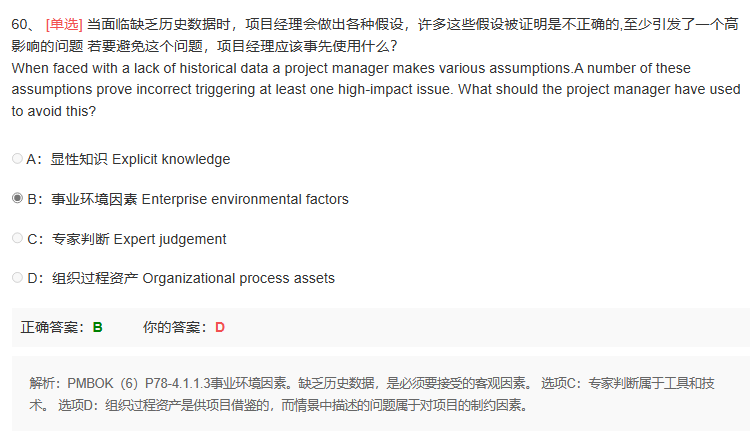 60、 [单选] 当面临缺乏历史数据时，项目经理会做出各种假设，许多这些假设被证明是不正确的,至少引发了一个高
影响的问题 若要避免这个问题，项目经理应该事先使用什么？
When faced with a lack of historical data a project manager makes various assumptions.A number of these
assumptions prove incorrect triggering at least one high-impact issue. What should the project manager have used
to avoid this?
A：显性知识 Explicit knowledge
B：事业环境因素 Enterprise environmental factors
C：专家判断 Expert judgement
D：组织过程资产 Organizational process assets
正确答案：B 你的答案：D
解析：PMBOK（6）P78-4.1.1.3事业环境因素。缺乏历史数据，是必须要接受的客观因素。 选项C：专家判断属于工具和技
术。 选项D：组织过程资产是供项目借鉴的，而情景中描述的问题属于对项目的制约因素。